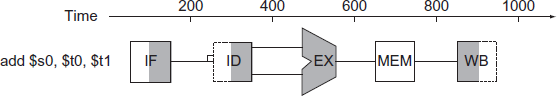 Time 200 400 600 800 1000
add $s0, $t0, $t1 IF ID EX MEM WB